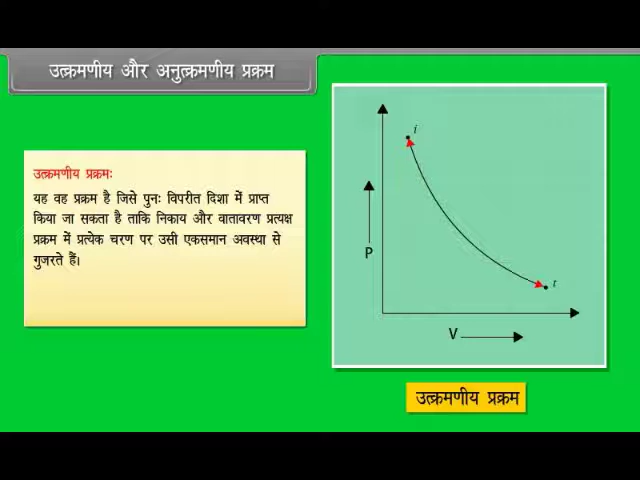 उत्क्रमणीय और अनुत्क्रमणीय प्रक्रम
उत्क्रमणीय प्रक्रमः
यह वह प्रक्रम है जिसे पुनः विपरीत दिशा में प्राप्त
किया जा सकता है ताकि निकाय और वातावरण प्रत्यक्ष
प्रक्रम में प्रत्येक चरण पर उसी एकसमान अवस्था से
गुजरते हैं।
i
P
t
V
उत्क्रमणीय प्रक्रम